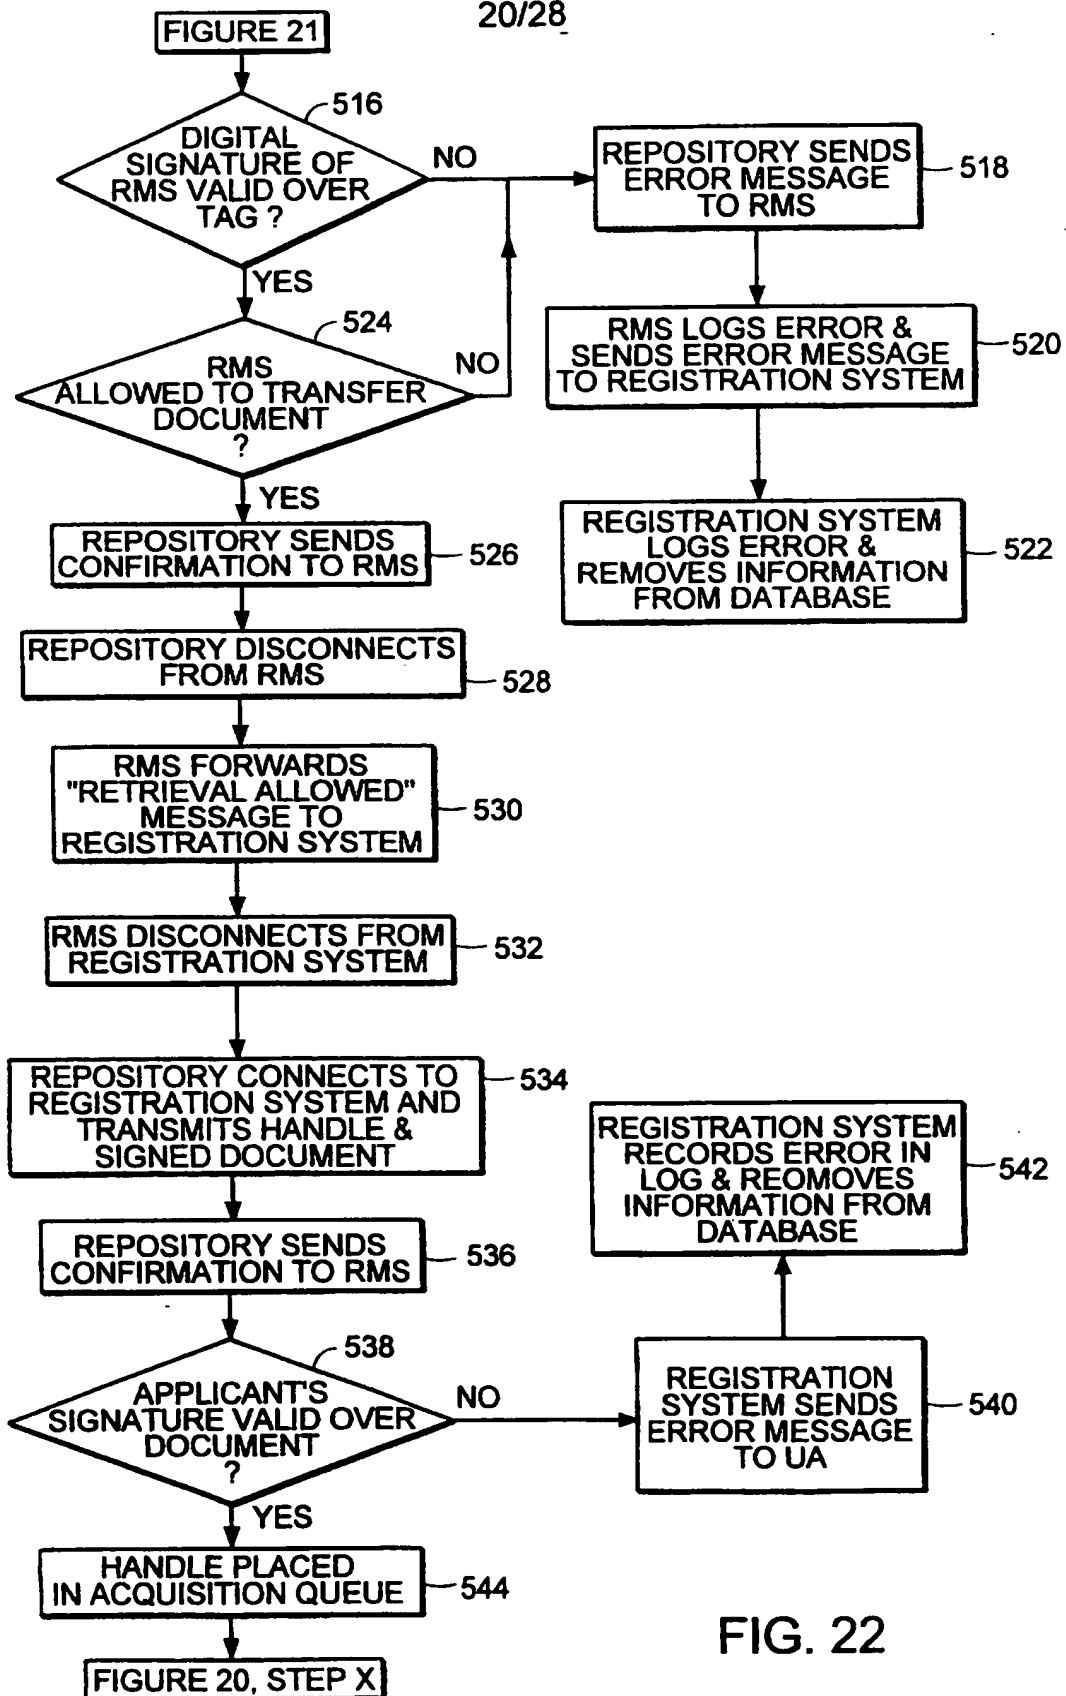 20/28
FIGURE 21
516
DIGITAL
SIGNATURE OF
RMS VALID OVER
TAG ?
NO
YES
REPOSITORY SENDS
ERROR MESSAGE
TO RMS
518
524
RMS
ALLOWED TO TRANSFER
DOCUMENT
?
NO
YES
RMS LOGS ERROR &
SENDS ERROR MESSAGE
TO REGISTRATION SYSTEM
520
REGISTRATION SYSTEM
LOGS ERROR &
REMOVES INFORMATION
FROM DATABASE
522
REPOSITORY SENDS
CONFIRMATION TO RMS
526
REPOSITORY DISCONNECTS
FROM RMS
528
RMS FORWARDS
"RETRIEVAL ALLOWED"
MESSAGE TO
REGISTRATION SYSTEM
530
RMS DISCONNECTS FROM
REGISTRATION SYSTEM
532
REPOSITORY CONNECTS TO
REGISTRATION SYSTEM AND
TRANSMITS HANDLE &
SIGNED DOCUMENT
534
REPOSITORY SENDS
CONFIRMATION TO RMS
536
538
APPLICANT'S
SIGNATURE VALID OVER
DOCUMENT
?
NO
YES
REGISTRATION SYSTEM
RECORDS ERROR IN
LOG & REOMOVES
INFORMATION FROM
DATABASE
542
REGISTRATION
SYSTEM SENDS
ERROR MESSAGE
TO UA
540
HANDLE PLACED
IN ACQUISITION QUEUE
544
FIGURE 20, STEP X
FIG. 22